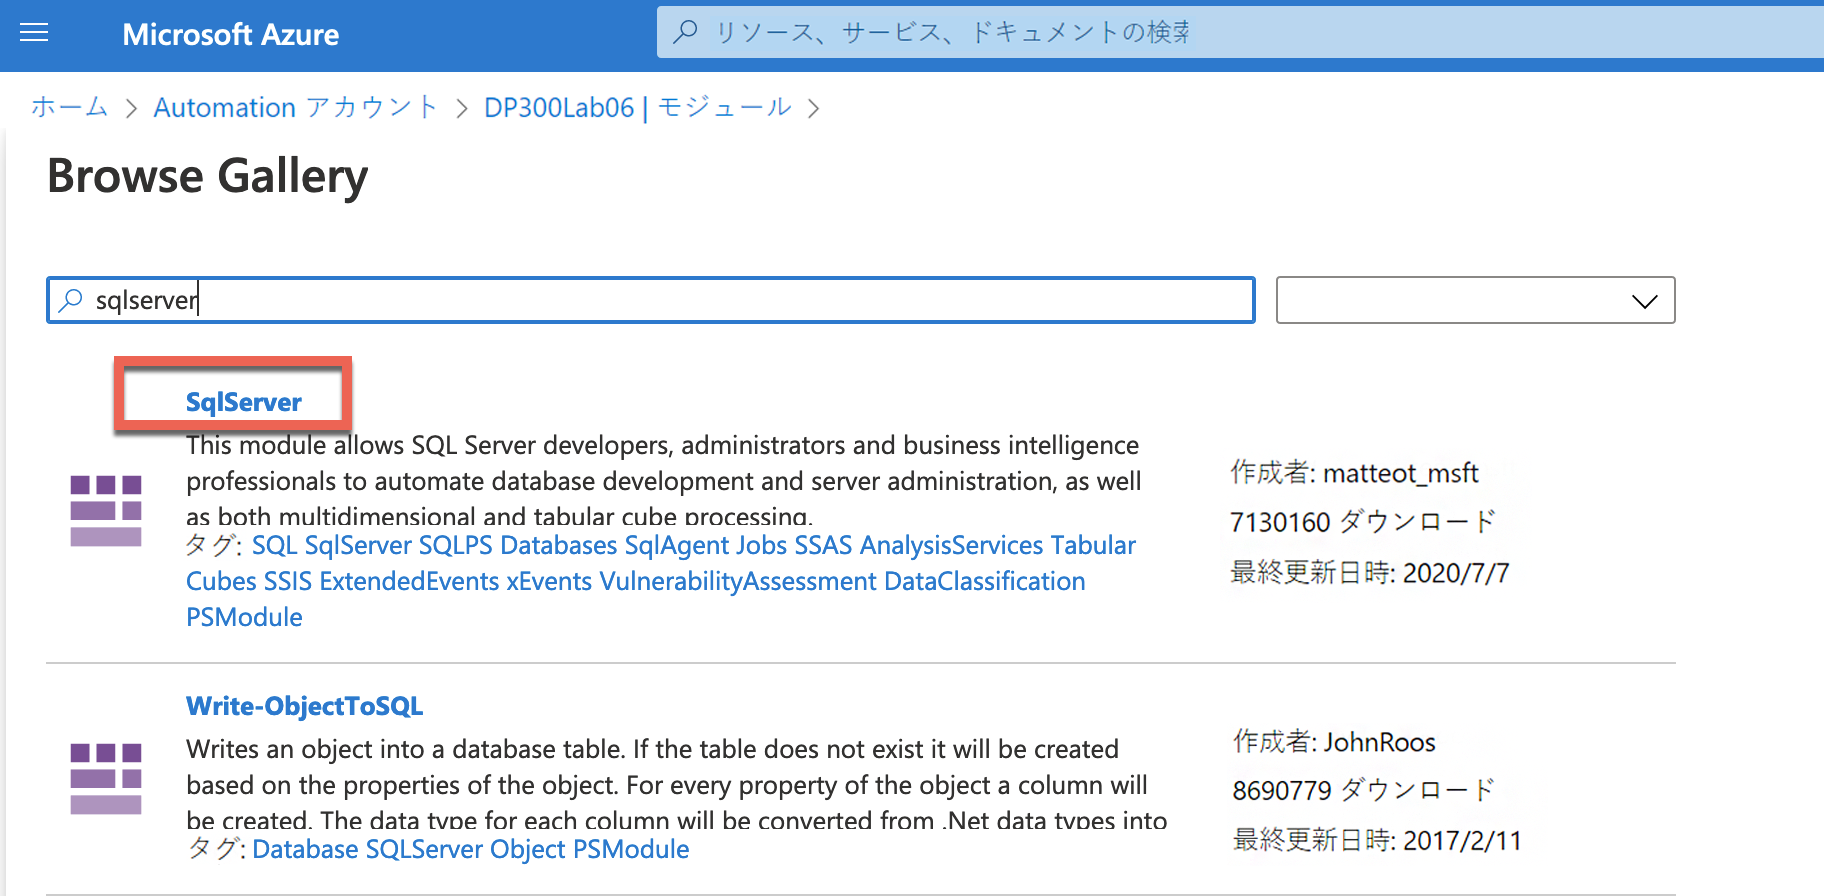 Microsoft Azure
リソース、サービス、ドキュメントの検索
ホーム > Automation アカウント > DP300Lab06 | モジュール >
Browse Gallery
sqlserver
SqlServer
This module allows SQL Server developers, administrators and business intelligence
professionals to automate database development and server administration, as well
as both multidimensional and tabular cube processing.
タグ: SQL SqlServer SQLPS Databases SqlAgent Jobs SSAS AnalysisServices Tabular
Cubes SSIS ExtendedEvents xEvents VulnerabilityAssessment DataClassification
PSModule
作成者: matteot_msft
7130160 ダウンロード
最終更新日時: 2020/7/7
Write-ObjectToSQL
Writes an object into a database table. If the table does not exist it will be created
based on the properties of the object. For every property of the object a column will
be created. The data type for each column will be converted from .Net data types into
タグ: Database SQLServer Object PSModule
作成者: JohnRoos
8690779 ダウンロード
最終更新日時: 2017/2/11